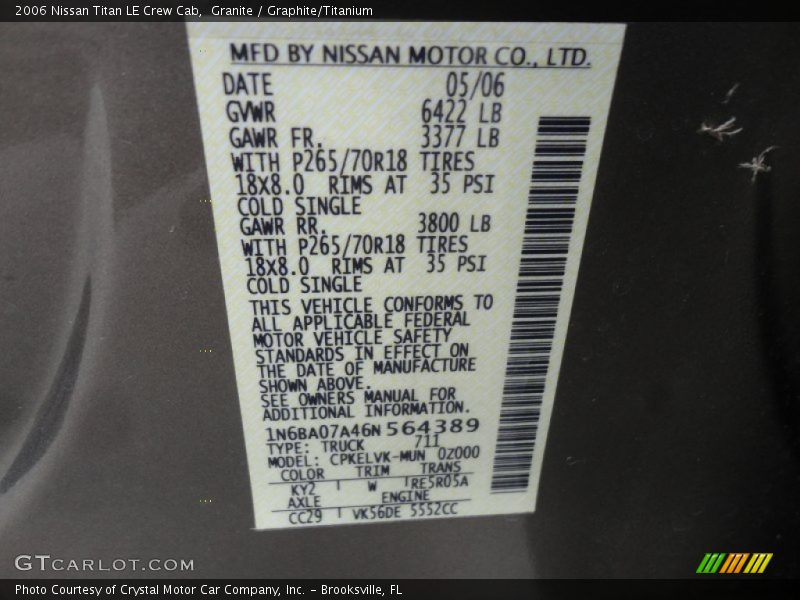 2006 Nissan Titan LE Crew Cab,  Granite / Graphite/Titanium
MFD BY NISSAN MOTOR CO., LTD.
DATE 05/06
GVWR 6422 LB
GAWR FR. 3377 LB
WITH P265/70R18 TIRES
18X8.0 RIMS AT 35 PSI
COLD SINGLE
GAWR RR. 3800 LB
WITH P265/70R18 TIRES
18X8.0 RIMS AT 35 PSI
COLD SINGLE
THIS VEHICLE CONFORMS TO
ALL APPLICABLE FEDERAL
MOTOR VEHICLE SAFETY
STANDARDS IN EFFECT ON
THE DATE OF MANUFACTURE
SHOWN ABOVE.
SEE OWNERS MANUAL FOR
ADDITIONAL INFORMATION.
1N6BA07A46N564389
TYPE: TRUCK 711
MODEL: CPKELVK-MUN 0Z000
COLOR TRIM TRANS
KY2 W RE5R05A
AXLE ENGINE
CC29 VK56DE 5552CC
GTCARLOT.COM
Photo Courtesy of Crystal Motor Car Company, Inc. – Brooksville, FL